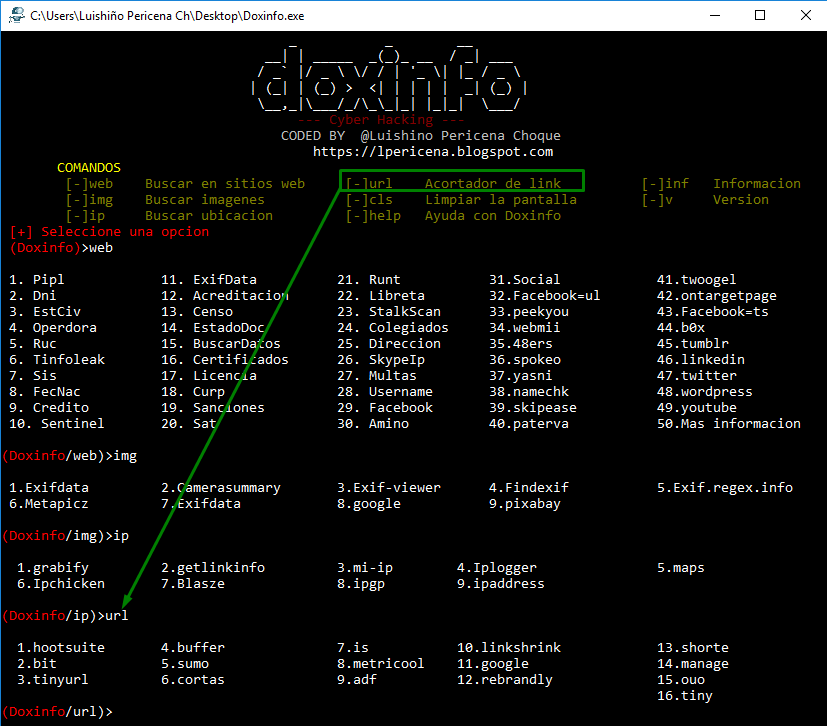 C:\Users\Luishiño Pericena Ch\Desktop\Doxinfo.exe
doxinfo
--- Cyber Hacking ---
CODED BY @Luishino Pericena Choque
https://lpericena.blogspot.com
COMANDOS
[-]web Buscar en sitios web [-]url Acortador de link [-]inf Informacion
[-]img Buscar imagenes [-]cls Limpiar la pantalla [-]v Version
[-]ip Buscar ubicacion [-]help Ayuda con Doxinfo
[+] Seleccione una opcion
(Doxinfo)>web
1. Pipl 11. ExifData 21. Runt 31.Social 41.twoogel
2. Dni 12. Acreditacion 22. Libreta 32.Facebook=ul 42.ontargetpage
3. EstCiv 13. Censo 23. StalkScan 33.peekyou 43.Facebook=ts
4. Operdora 14. EstadoDoc 24. Colegiados 34.webmii 44.b0x
5. Ruc 15. BuscarDatos 25. Direccion 35.48ers 45.tumblr
6. Tinfoleak 16. Certificados 26. SkypeIp 36.spokeo 46.linkedin
7. Sis 17. Licencia 27. Multas 37.yasni 47.twitter
8. FecNac 18. Curp 28. Username 38.namechk 48.wordpress
9. Credito 19. Sanciones 29. Facebook 39.skipease 49.youtube
10. Sentinel 20. Sat 30. Amino 40.paterva 50.Mas informacion
(Doxinfo/web)>img
1.Exifdata 2.Camerasummary 3.Exif-viewer 4.Findexif 5.Exif.regex.info
6.Metapicz 7.Exifdata 8.google 9.pixabay
(Doxinfo/img)>ip
1.grabify 2.getlinkinfo 3.mi-ip 4.Iplogger 5.maps
6.Ipchicken 7.Blasze 8.ipgp 9.ipaddress
(Doxinfo/ip)>url
1.hootsuite 4.buffer 7.is 10.linkshrink 13.shorte
2.bit 5.sumo 8.metricool 11.google 14.manage
3.tinyurl 6.cortas 9.adf 12.rebrandly 15.ouo
16.tiny
(Doxinfo/url)>